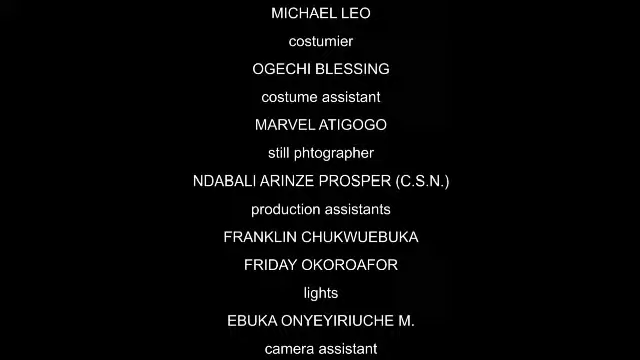 MICHAEL LEO
costumier
OGECHI BLESSING
costume assistant
MARVEL ATIGOGO
still phtographer
NDABALI ARINZE PROSPER (C.S.N.)
production assistants
FRANKLIN CHUKWUEBUKA
FRIDAY OKOROAFOR
lights
EBUKA ONYEYIRIUCHE M.
camera assistant